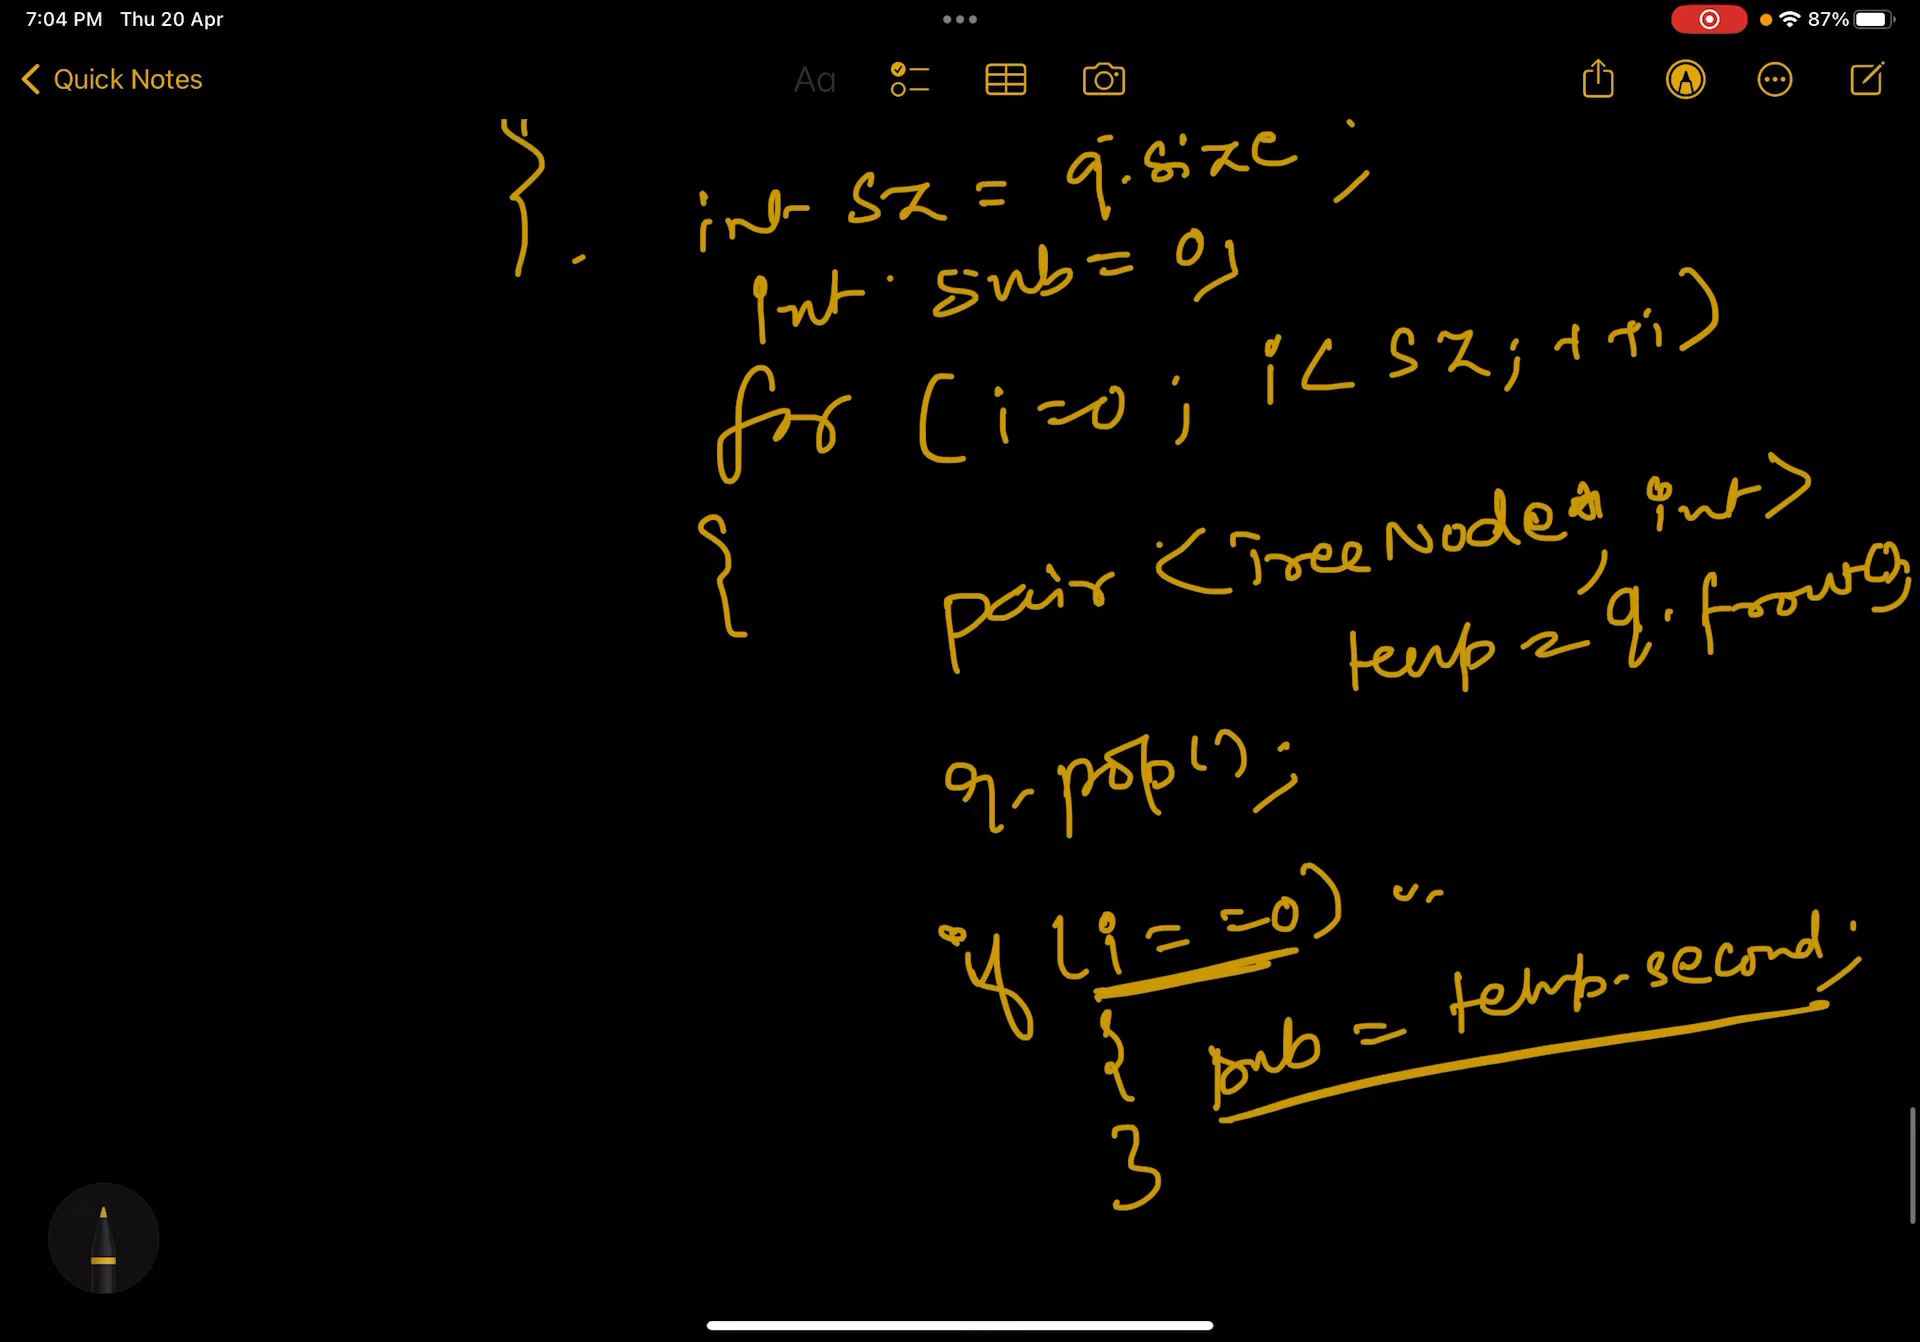 7:04 PM Thu 20 Apr
87%
Quick Notes
Aa
}. int sz = q.size ;
int sub = 0;
for ( i=0 ; i< sz; ++i)
{ pair <TreeNode*, int>
temp = q.front();
q.pop();
if (i==0)
{ sub = temp.second;
}